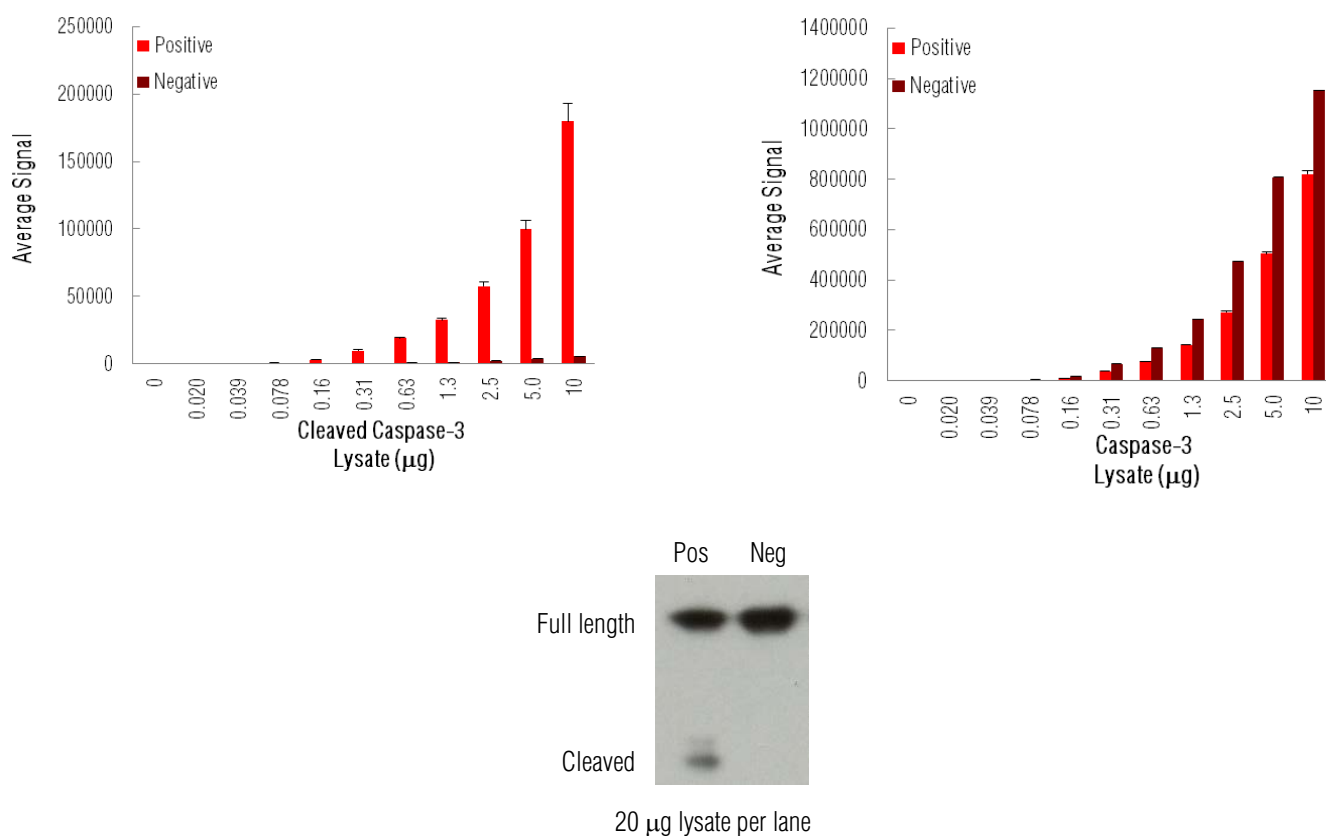 250000
200000
150000
100000
50000
0
Average Signal
Positive
Negative
0 0.020 0.039 0.078 0.16 0.31 0.63 1.3 2.5 5.0 10
Cleaved Caspase-3
Lysate (µg)
1400000
1200000
1000000
800000
600000
400000
200000
0
Average Signal
Positive
Negative
0 0.020 0.039 0.078 0.16 0.31 0.63 1.3 2.5 5.0 10
Caspase-3
Lysate (µg)
Pos Neg
Full length
Cleaved
20 µg lysate per lane